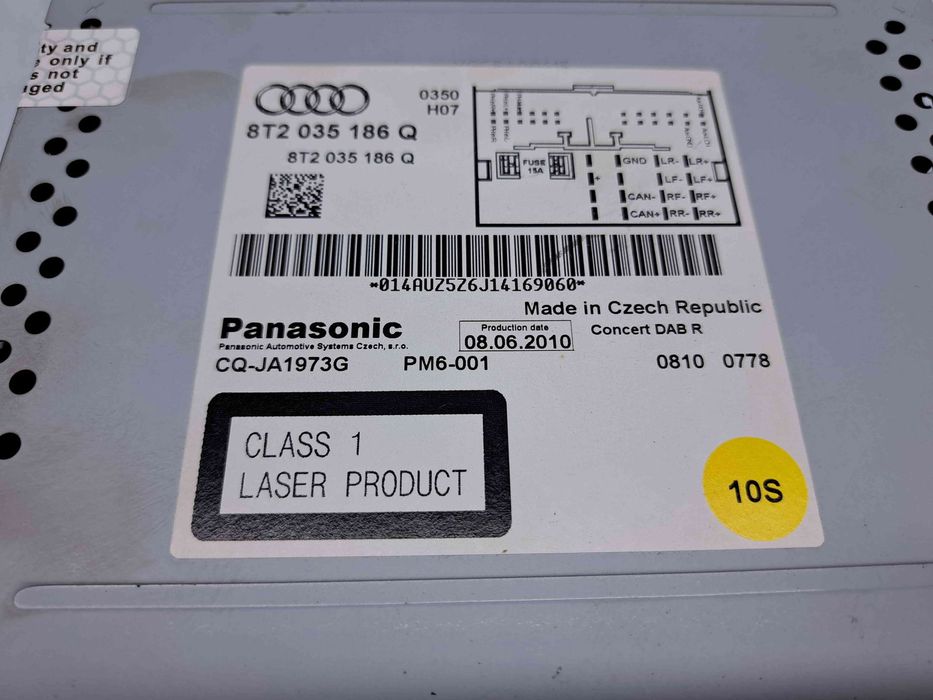 ty and
only if
s not
aged
0350
H07
8T2 035 186 Q
8T2 035 186 Q
FUSE
15A
GND LR- LR+
+ LF- LF+
CAN- RF- RF+
CAN+ RR- RR+
*014AUZ5Z6J14169060*
Made in Czech Republic
Panasonic
Panasonic Automotive Systems Czech, s.r.o.
Production date
08.06.2010
Concert DAB R
CQ-JA1973G PM6-001
0810 0778
CLASS 1
LASER PRODUCT
10S